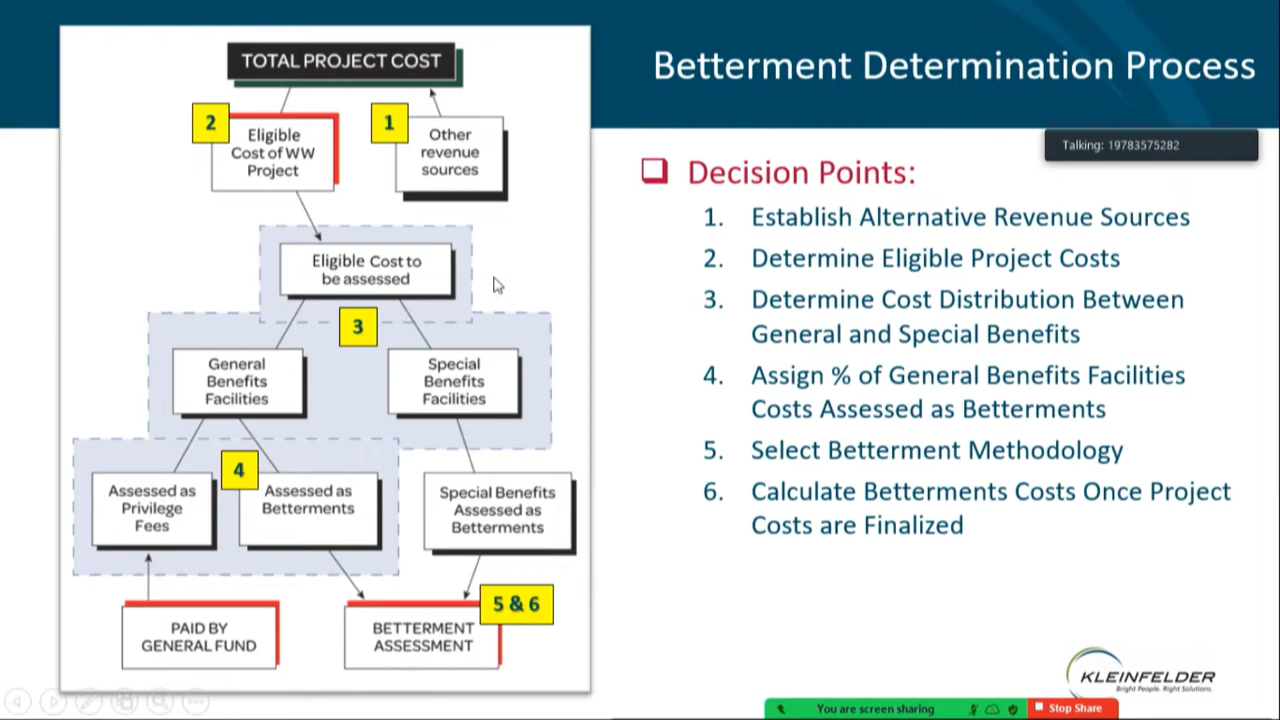 TOTAL PROJECT COST
2
Eligible
Cost of WW
Project
1
Other
revenue
sources
Eligible Cost to
be assessed
3
General
Benefits
Facilities
Special
Benefits
Facilities
4
Assessed as
Privilege
Fees
Assessed as
Betterments
Special Benefits
Assessed as
Betterments
5 & 6
PAID BY
GENERAL FUND
BETTERMENT
ASSESSMENT
Betterment Determination Process
Talking: 19783575282
Decision Points:
1. Establish Alternative Revenue Sources
2. Determine Eligible Project Costs
3. Determine Cost Distribution Between
General and Special Benefits
4. Assign % of General Benefits Facilities
Costs Assessed as Betterments
5. Select Betterment Methodology
6. Calculate Betterments Costs Once Project
Costs are Finalized
KLEINFELDER
Bright People. Right Solutions.
You are screen sharing
Stop Share